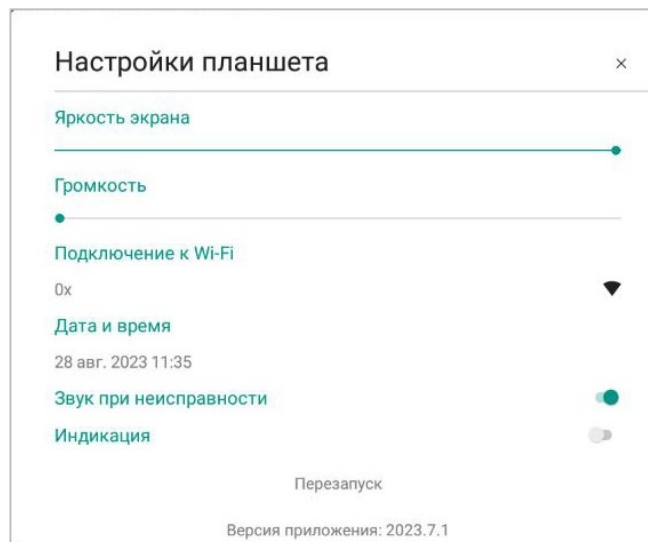 Настройки планшета
Яркость экрана
Громкость
Подключение к Wi-Fi
0x
Дата и время
28 авг. 2023 11:35
Звук при неисправности
Индикация
Перезапуск
Версия приложения: 2023.7.1